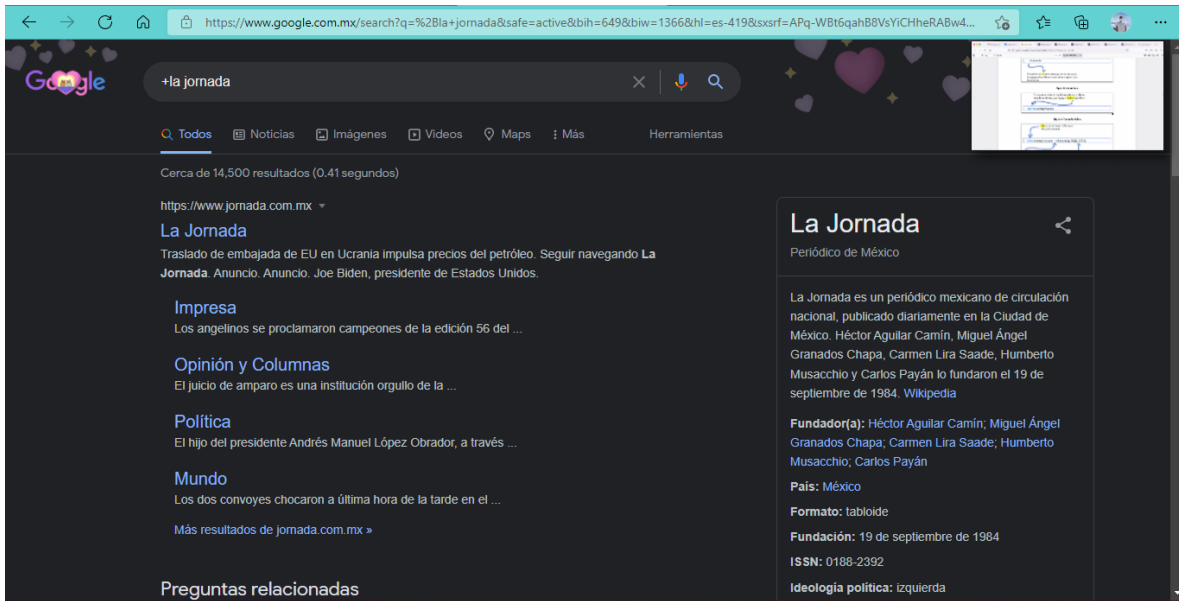 https://www.google.com.mx/search?q=%2Bla+jornada&safe=active&bih=649&biw=1366&hl=es-419&sxsrf=APq-WBt6qahB8VsYiCHheRABw4...
Google
+la jornada
Todos Noticias Imágenes Videos Maps Más Herramientas
Cerca de 14,500 resultados (0.41 segundos)
https://www.jornada.com.mx
La Jornada
Traslado de embajada de EU en Ucrania impulsa precios del petróleo. Seguir navegando La
Jornada. Anuncio. Anuncio. Joe Biden, presidente de Estados Unidos.
Impresa
Los angelinos se proclamaron campeones de la edición 56 del ...
Opinión y Columnas
El juicio de amparo es una institución orgullo de la ...
Política
El hijo del presidente Andrés Manuel López Obrador, a través ...
Mundo
Los dos convoyes chocaron a última hora de la tarde en el ...
Más resultados de jornada.com.mx »
Preguntas relacionadas
La Jornada
Periódico de México
La Jornada es un periódico mexicano de circulación
nacional, publicado diariamente en la Ciudad de
México. Héctor Aguilar Camín, Miguel Ángel
Granados Chapa, Carmen Lira Saade, Humberto
Musacchio y Carlos Payán lo fundaron el 19 de
septiembre de 1984. Wikipedia
Fundador(a): Héctor Aguilar Camín; Miguel Ángel
Granados Chapa; Carmen Lira Saade; Humberto
Musacchio; Carlos Payán
País: México
Formato: tabloide
Fundación: 19 de septiembre de 1984
ISSN: 0188-2392
Ideología política: izquierda